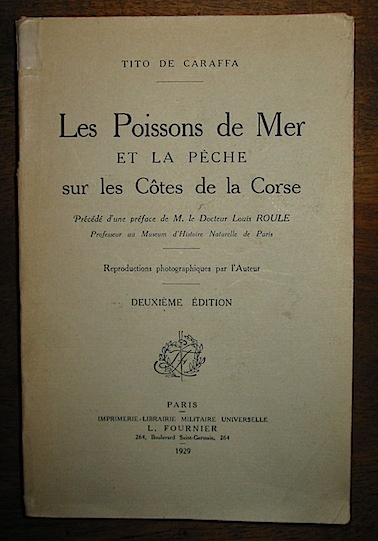 TITO DE CARAFFA
Les Poissons de Mer
ET LA PÊCHE
sur les Côtes de la Corse
Précédé d'une préface de M. le Docteur Louis ROULE
Professeur au Museum d'Histoire Naturelle de Paris
Reproductions photographiques par l'Auteur
DEUXIÈME ÉDITION
PARIS
IMPRIMERIE-LIBRAIRIE MILITAIRE UNIVERSELLE
L. FOURNIER
264, Boulevard Saint-Germain, 264
1929